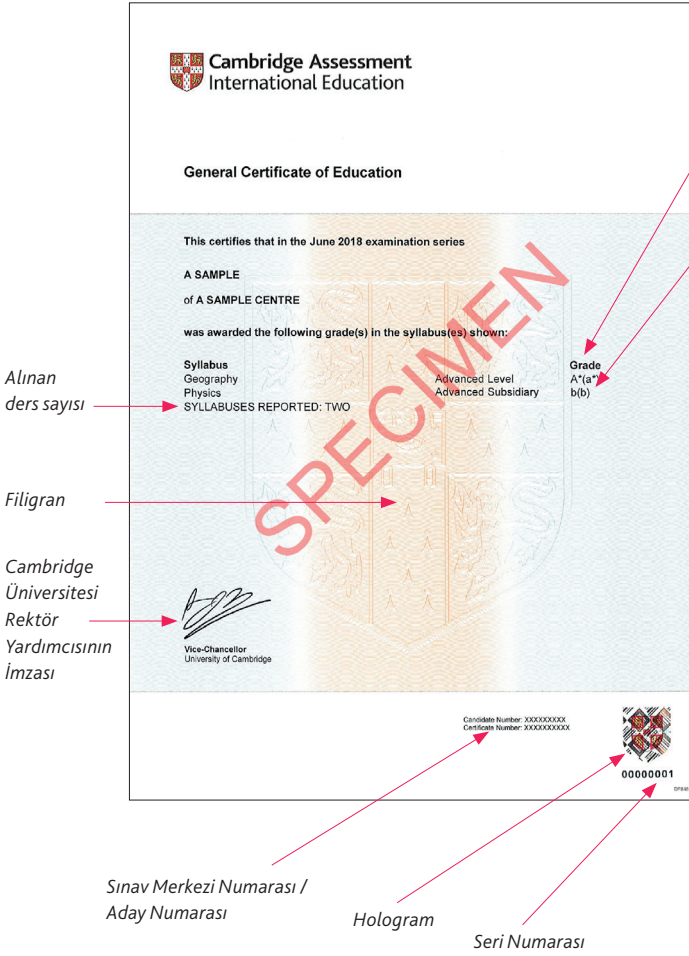 Cambridge Assessment
International Education
General Certificate of Education
This certifies that in the June 2018 examination series
A SAMPLE
of A SAMPLE CENTRE
was awarded the following grade(s) in the syllabus(es) shown:
Syllabus Grade
Geography Advanced Level A*(a*)
Physics Advanced Subsidiary b(b)
SYLLABUSES REPORTED: TWO
SPECIMEN
Alınan
ders sayısı
Filigran
Cambridge
Üniversitesi
Rektör
Yardımcısının
İmzası
Vice-Chancellor
University of Cambridge
Candidate Number: XXXXXXXXX
Certificate Number: XXXXXXXXXX
00000001
Sınav Merkezi Numarası /
Aday Numarası
Hologram
Seri Numarası